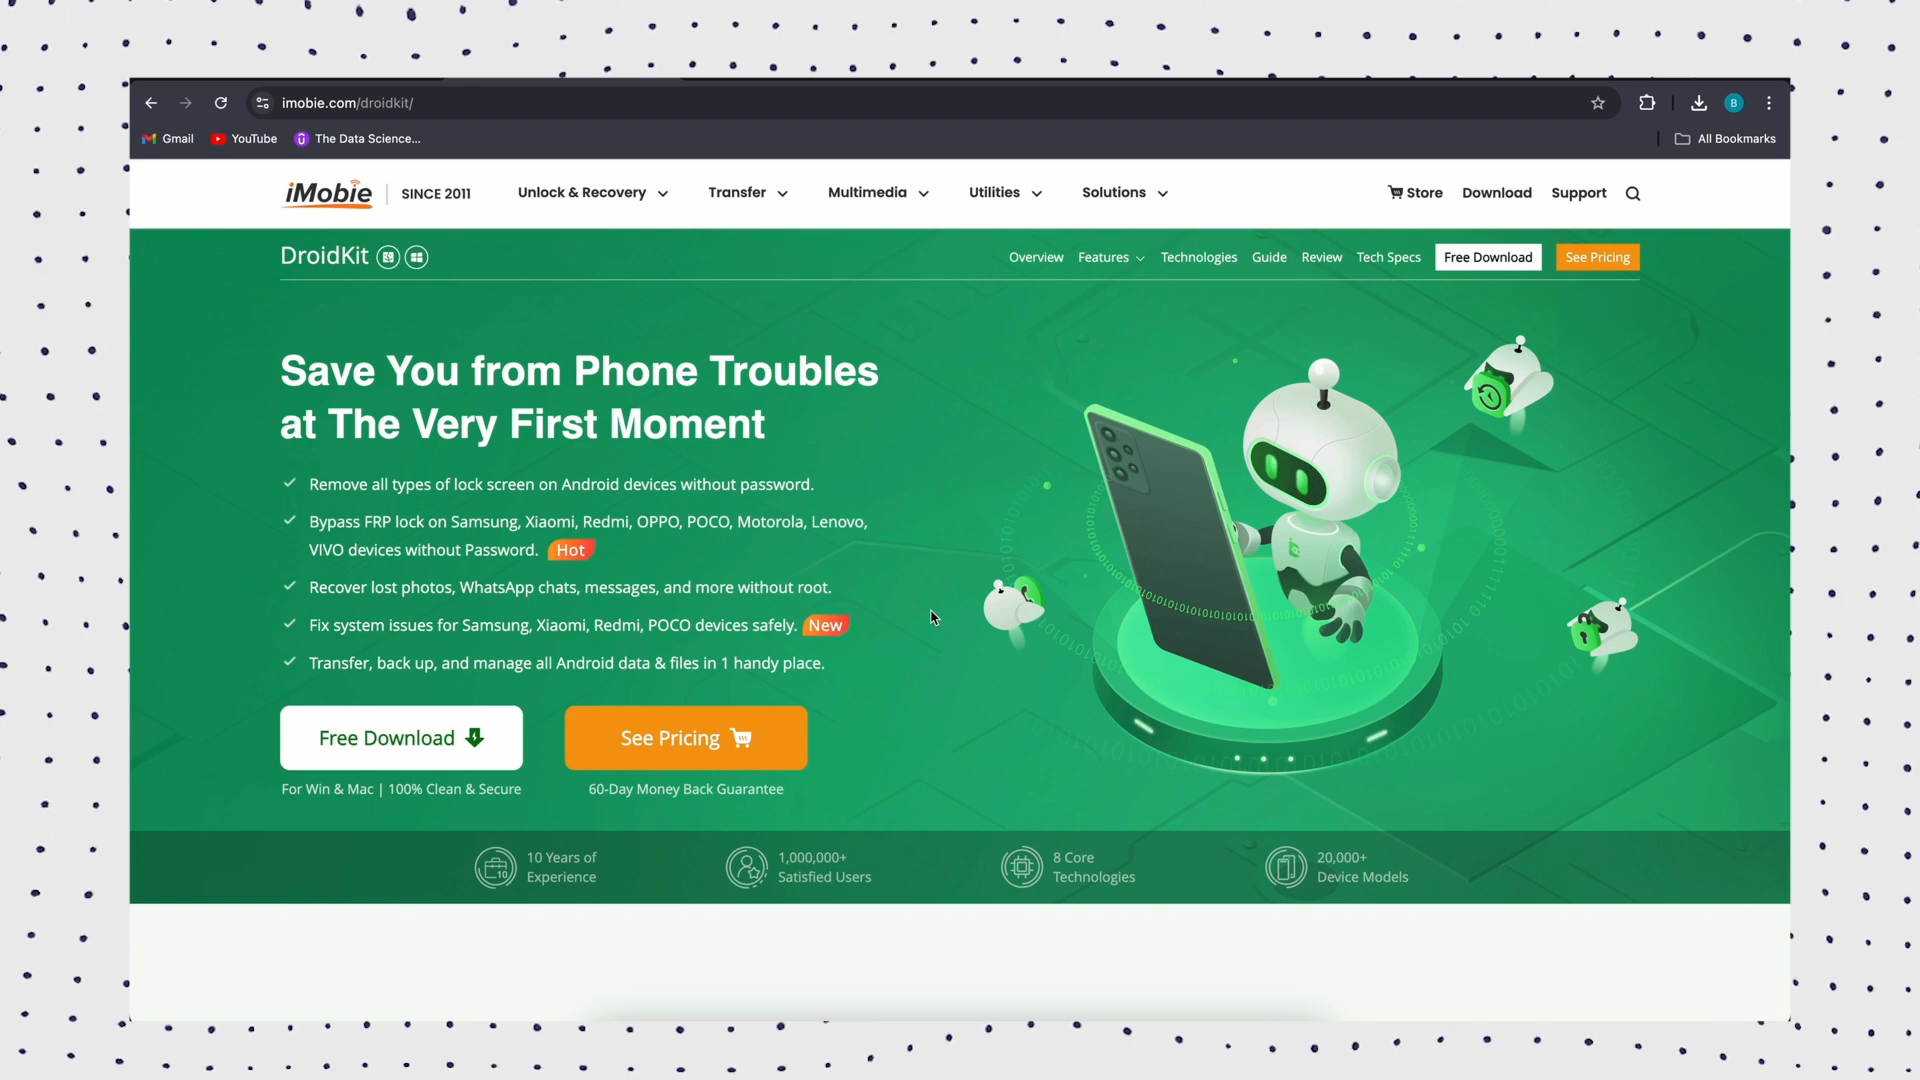 imobie.com/droidkit/
B
Gmail
YouTube
The Data Science...
All Bookmarks
iMobie
SINCE 2011
Unlock & Recovery
Transfer
Multimedia
Utilities
Solutions
Store
Download
Support
DroidKit
Overview
Features
Technologies
Guide
Review
Tech Specs
Free Download
See Pricing
Save You from Phone Troubles
at The Very First Moment
Remove all types of lock screen on Android devices without password.
Bypass FRP lock on Samsung, Xiaomi, Redmi, OPPO, POCO, Motorola, Lenovo,
VIVO devices without Password. Hot
Recover lost photos, WhatsApp chats, messages, and more without root.
Fix system issues for Samsung, Xiaomi, Redmi, POCO devices safely. New
Transfer, back up, and manage all Android data & files in 1 handy place.
Free Download
See Pricing
For Win & Mac | 100% Clean & Secure
60-Day Money Back Guarantee
10 Years of
Experience
1,000,000+
Satisfied Users
8 Core
Technologies
20,000+
Device Models